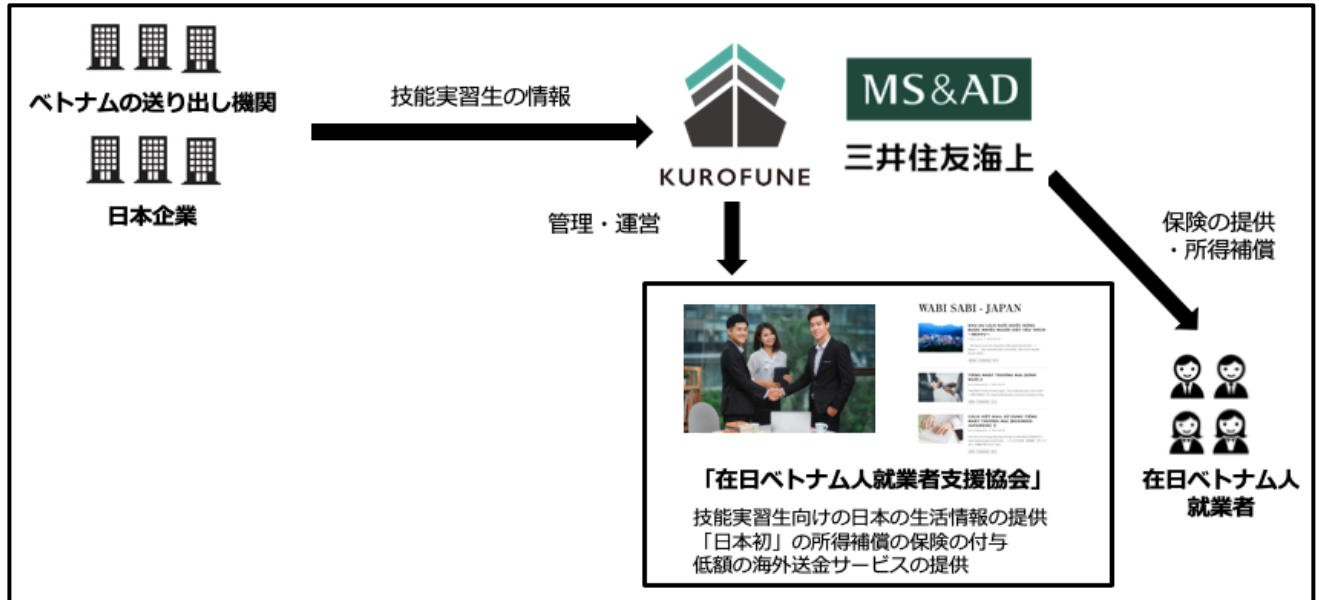 ベトナムの送り出し機関
日本企業
技能実習生の情報
KUROFUNE
MS&AD
三井住友海上
管理・運営
保険の提供
・所得補償
WABI SABI - JAPAN
「在日ベトナム人就業者支援協会」
技能実習生向けの日本の生活情報の提供
「日本初」の所得補償の保険の付与
低額の海外送金サービスの提供
在日ベトナム人
就業者